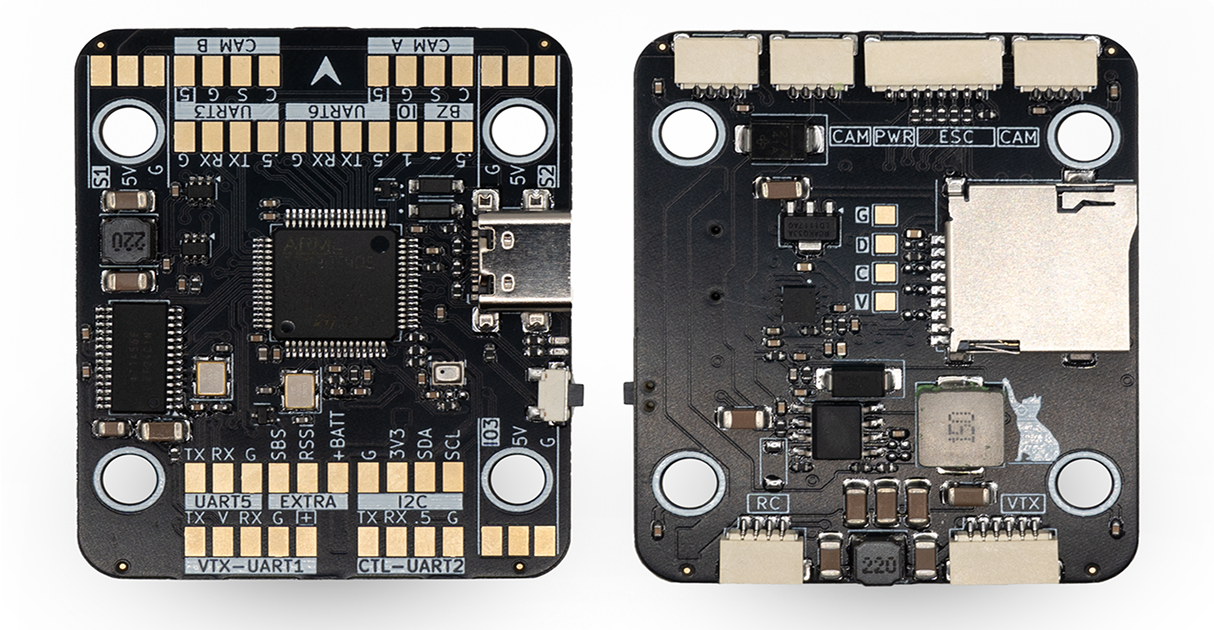 CAM B
CAM A
C S G 5
C S G 5
UART3
UART6
IO
BZ
G RX TX .5
G RX TX .5
1 - .5
S1
5V
G
G
5V
S2
220
TX RX G
SBS
RSSI
+BATT
G
3V3
SDA
SCL
IO3
5V
G
UART5
EXTRA
I2C
TX V RX G +
TX RX .5 G
VTX-UART1
CTL-UART2
CAM
PWR
ESC
CAM
G
D
C
V
RC
VTX
220